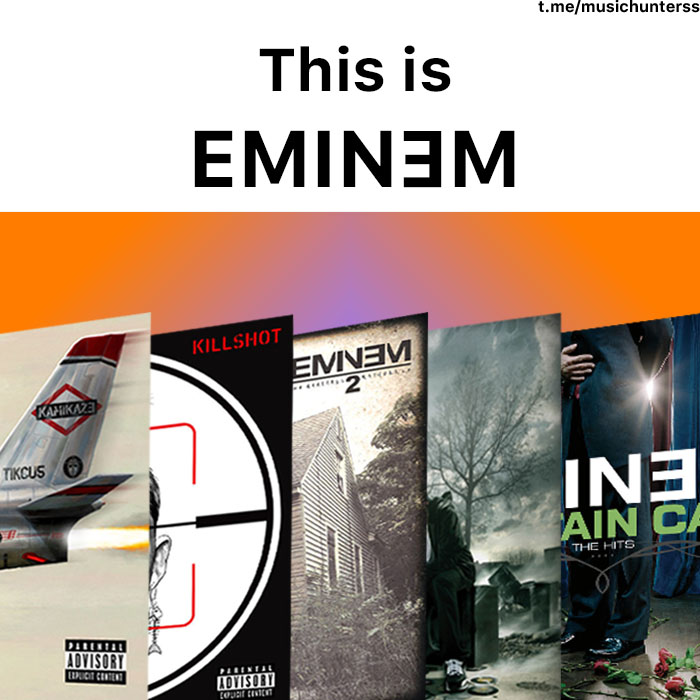 t.me/musichunterss
This is
EMINƎM
KAMIKAZƎ
TIKCUS
PARENTAL
ADVISORY
EXPLICIT CONTENT
KILLSHOT
PARENTAL
ADVISORY
EXPLICIT CONTENT
EMINƎM
2
INƎ
AIN CA
THE HITS